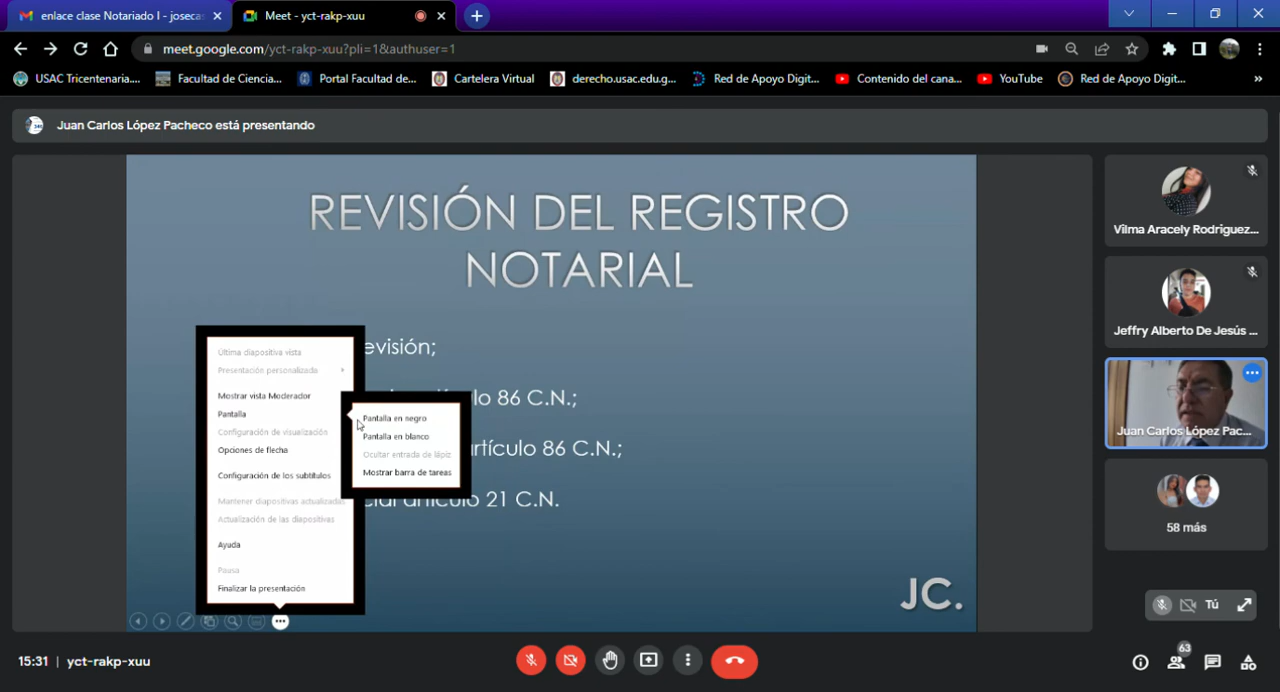 enlace clase Notariado I - joseca
Meet - yct-rakp-xuu
meet.google.com/yct-rakp-xuu?pli=1&authuser=1
USAC Tricentenaria....
Facultad de Ciencia...
Portal Facultad de...
Cartelera Virtual
derecho.usac.edu.g...
Red de Apoyo Digit...
Contenido del cana...
YouTube
Red de Apoyo Digit...
»
Juan Carlos López Pacheco está presentando
REVISIÓN DEL REGISTRO
NOTARIAL
evisión;
86 C.N.;
artículo 86 C.N.;
artículo 21 C.N.
JC.
Última diapositiva vista
Presentación personalizada
Mostrar vista Moderador
Pantalla
Configuración de visualización
Opciones de flecha
Configuración de los subtítulos
Mantener diapositivas actualizadas
Actualización de las diapositivas
Ayuda
Pausa
Finalizar la presentación
Pantalla en negro
Pantalla en blanco
Ocultar entrada de lápiz
Mostrar barra de tareas
Vilma Aracely Rodriguez...
Jeffry Alberto De Jesús ...
Juan Carlos López Pac...
58 más
Tú
15:31 | yct-rakp-xuu
63